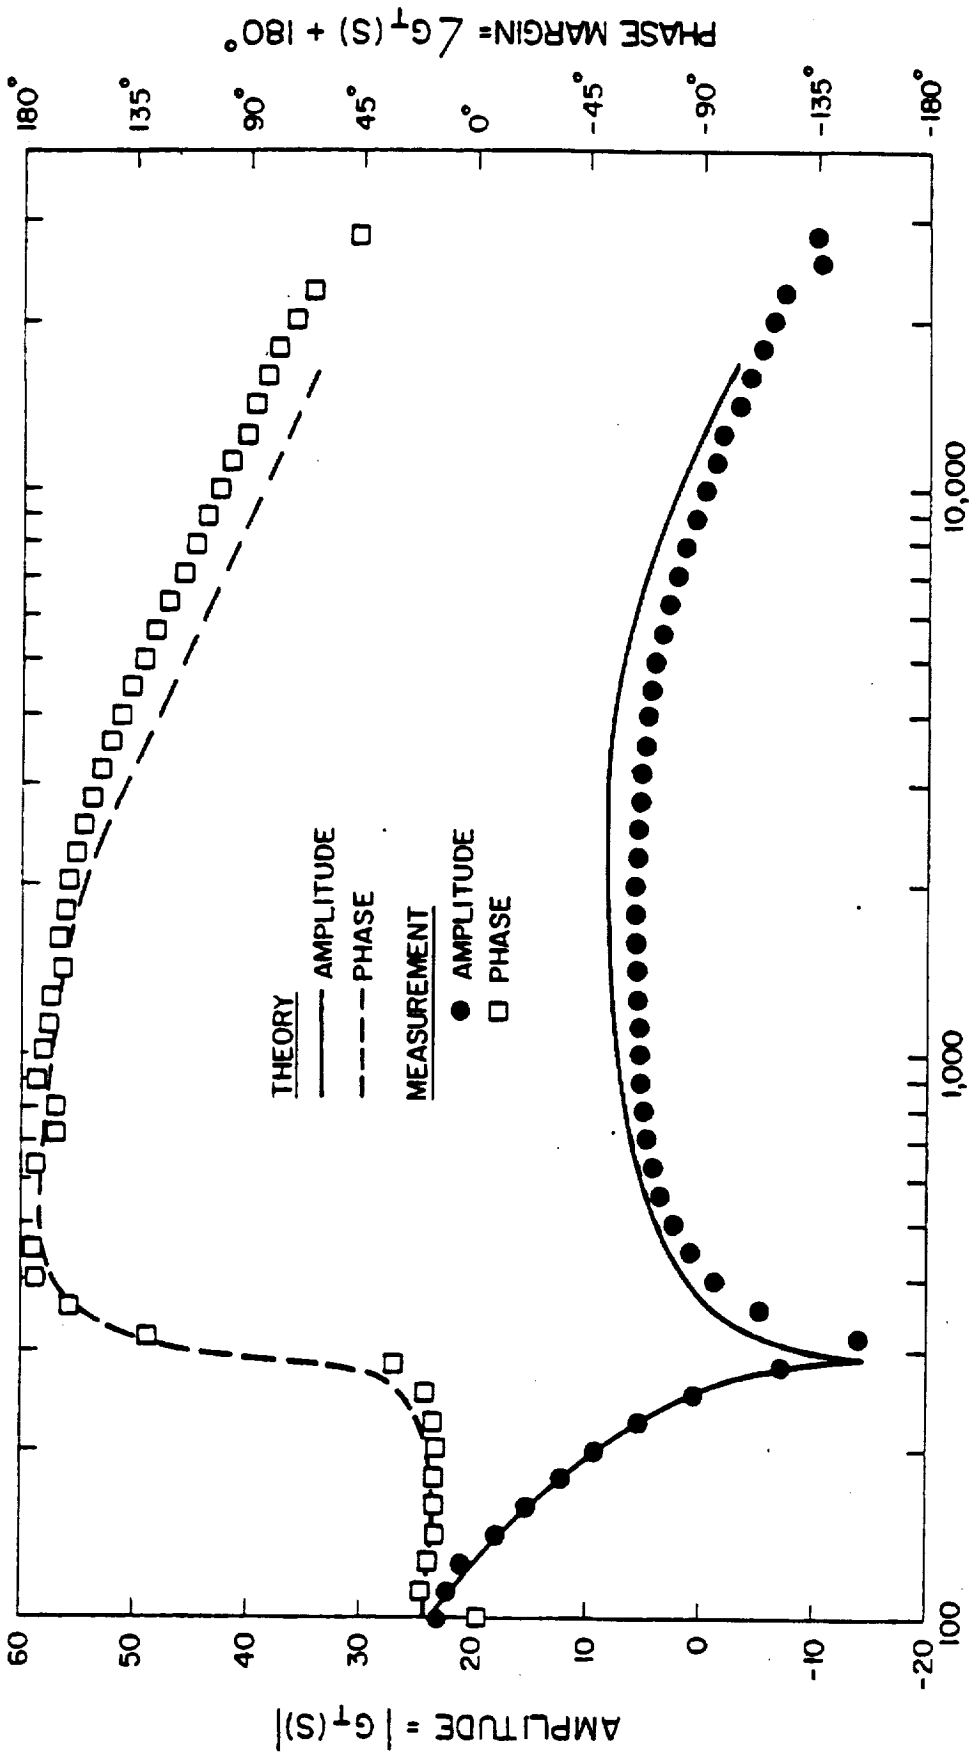 AMPLITUDE = |G_T(S)|
60
50
40
30
20
10
0
-10
-20
THEORY
AMPLITUDE
PHASE
MEASUREMENT
AMPLITUDE
PHASE
100
1,000
10,000
180°
135°
90°
45°
0°
-45°
-90°
-135°
-180°
PHASE MARGIN = ∠G_T(S) + 180°